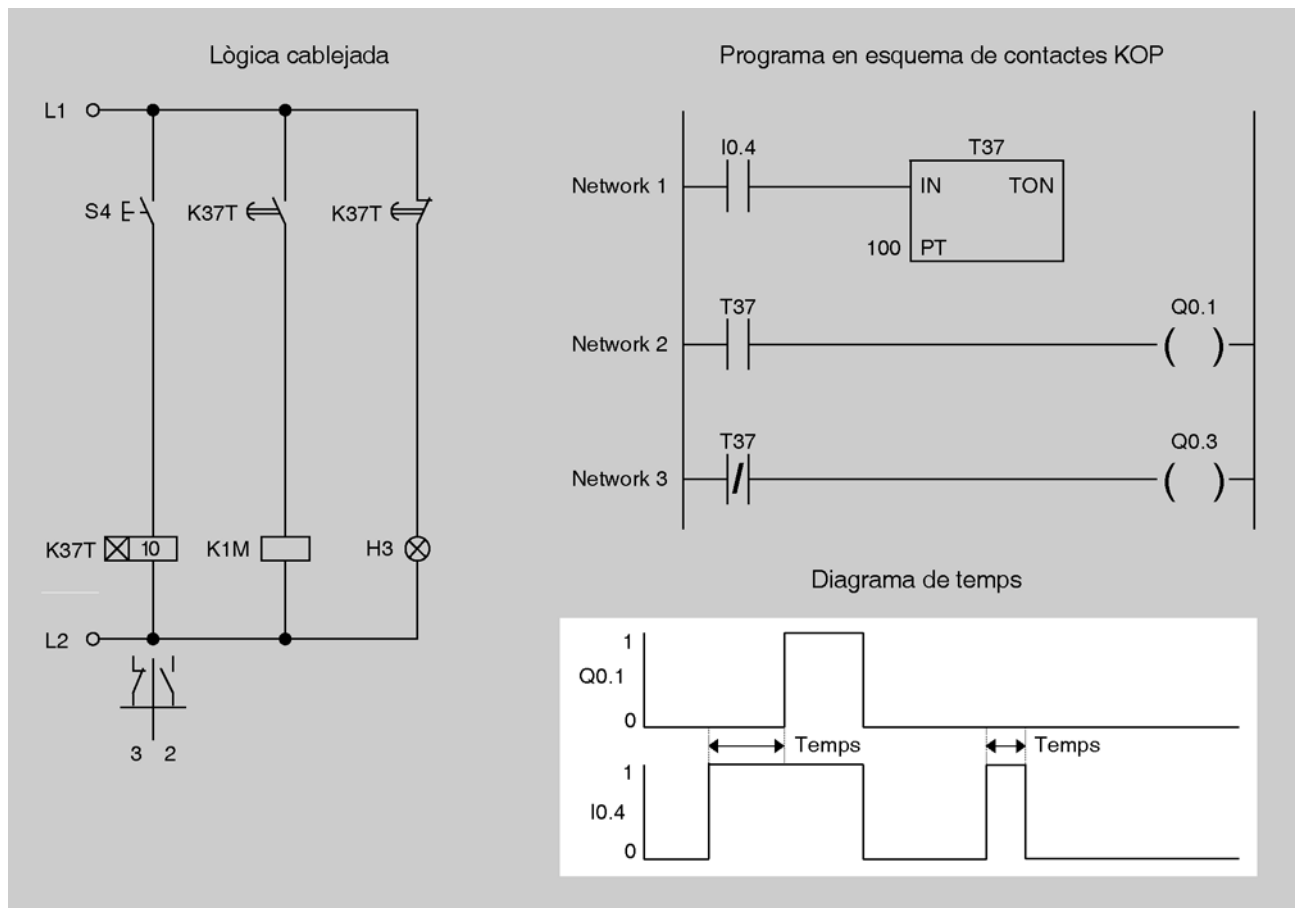 Lògica cablejada
L1
S4
K37T
K37T
K37T
10
K1M
H3
L2
3 2
Programa en esquema de contactes KOP
I0.4
T37
Network 1
IN TON
100 PT
T37
Q0.1
Network 2
T37
Q0.3
Network 3
Diagrama de temps
1
Q0.1
0
Temps
Temps
1
I0.4
0